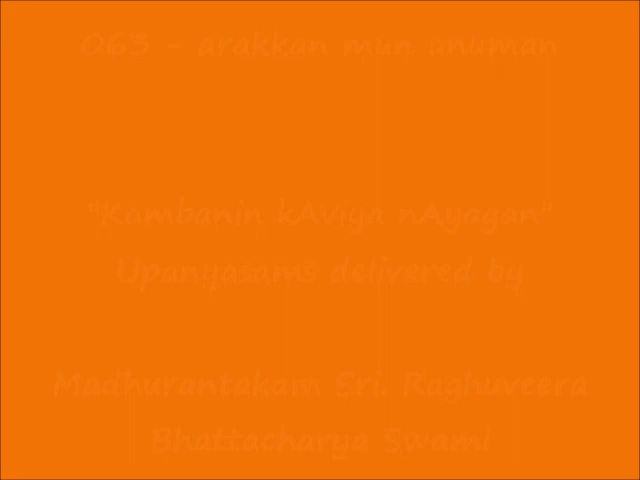 063 - arakkan mun anuman
"kambanin kAviya nAyagan"
Upanyasams delivered by
Madhurantakam Sri. Raghuveera
Bhattacharya Swami